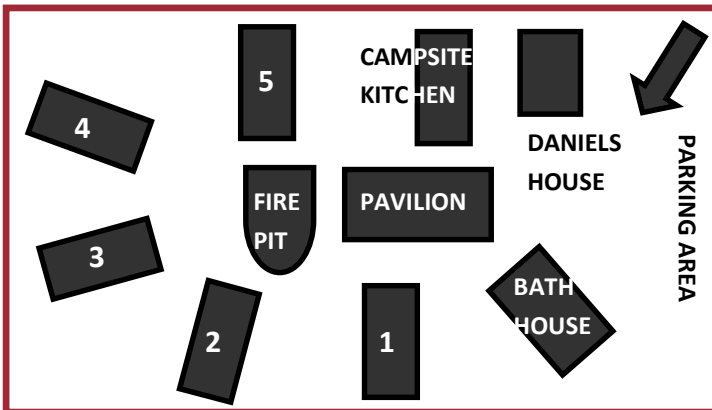 5
CAMPSITE
KITCHEN
4
DANIELS
HOUSE
PARKING AREA
FIRE
PIT
PAVILION
3
BATH
HOUSE
2
1